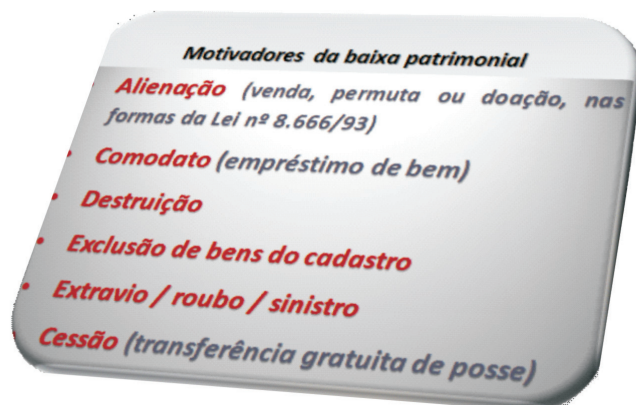 Motivadores da baixa patrimonial
• Alienação (venda, permuta ou doação, nas
formas da Lei nº 8.666/93)
• Comodato (empréstimo de bem)
• Destruição
• Exclusão de bens do cadastro
• Extravio / roubo / sinistro
• Cessão (transferência gratuita de posse)